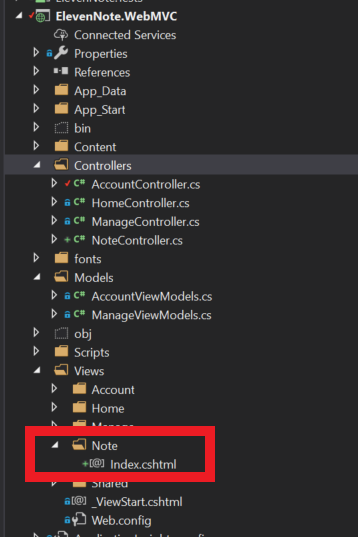 ElevenNote.WebMVC
Connected Services
Properties
References
App_Data
App_Start
bin
Content
Controllers
C# AccountController.cs
C# HomeController.cs
C# ManageController.cs
C# NoteController.cs
fonts
Models
C# AccountViewModels.cs
C# ManageViewModels.cs
obj
Scripts
Views
Account
Home
Manage
Note
[@] Index.cshtml
Shared
[@] _ViewStart.cshtml
Web.config